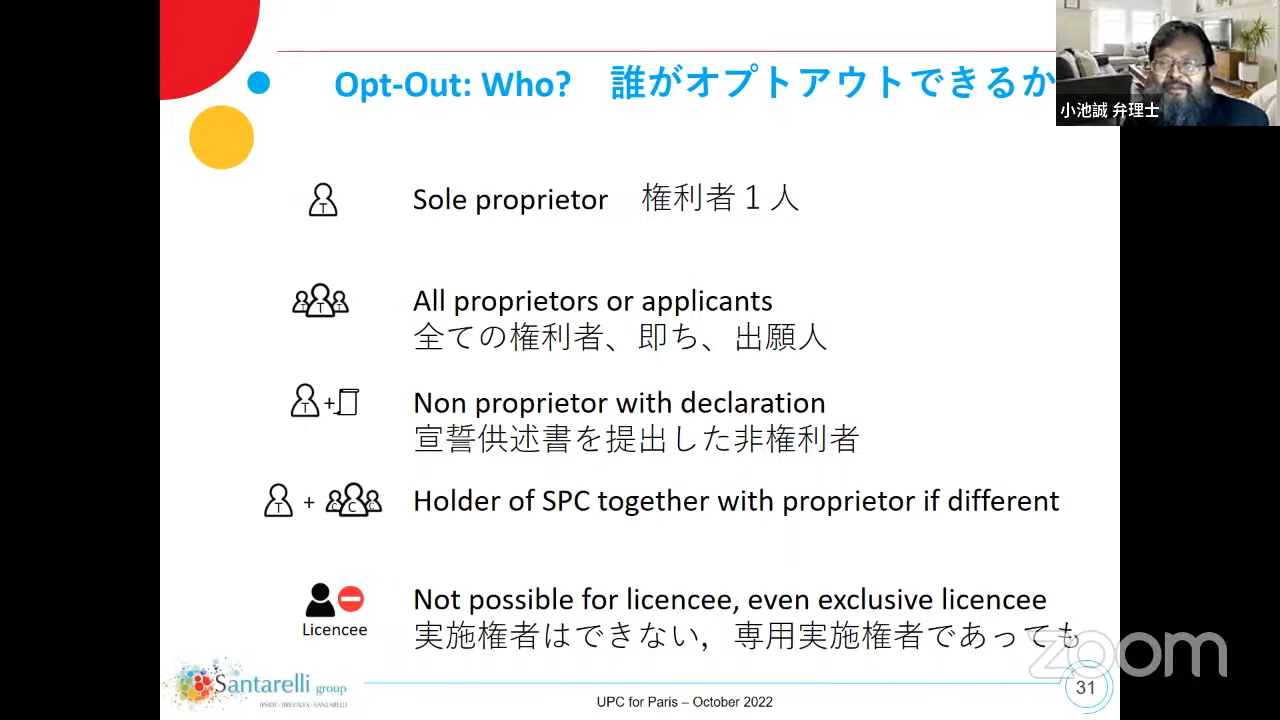 Opt-Out: Who? 誰がオプトアウトできるか
小池誠 弁理士
T
Sole proprietor 権利者１人
T T T
All proprietors or applicants
全ての権利者、即ち、出願人
T +
Non proprietor with declaration
宣誓供述書を提出した非権利者
T + C C C
Holder of SPC together with proprietor if different
Not possible for licencee, even exclusive licencee
Licencee
実施権者はできない，専用実施権者であっても
zoom
Santarelli group
IPSIDE - BREVALEX - SANTARELLI
UPC for Paris – October 2022
31